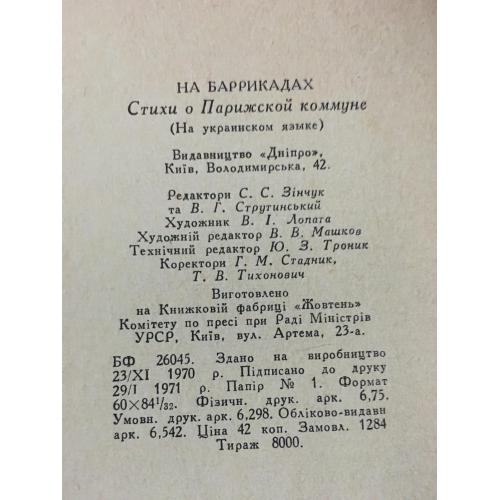 НА БАРРИКАДАХ
Стихи о Парижской коммуне
(На украинском языке)
Видавництво «Дніпро»,
Київ, Володимирська, 42.
Редактори С. С. Зінчук
та В. Г. Стругинський
Художник В. І. Лопата
Художній редактор В. В. Машков
Технічний редактор Ю. З. Троник
Коректори Г. М. Стадник,
Т. В. Тихонович
Виготовлено
на Книжковій фабриці «Жовтень»
Комітету по пресі при Раді Міністрів
УРСР, Київ, вул. Артема, 23-а.
БФ 26045. Здано на виробництво
23/XI 1970 р. Підписано до друку
29/I 1971 р. Папір № 1. Формат
60×84¹/₃₂. Фізичн. друк. арк. 6,75.
Умовн. друк. арк. 6,298. Обліково-видавн
арк. 6,542. Ціна 42 коп. Замовл. 1284
Тираж 8000.